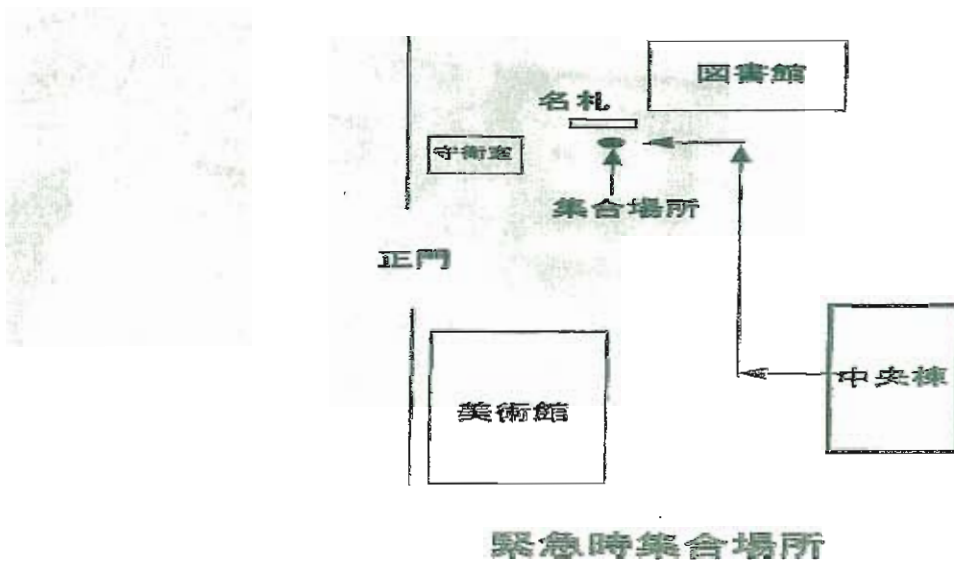 図書館
名札
守衛室
集合場所
正門
中央棟
美術館
緊急時集合場所